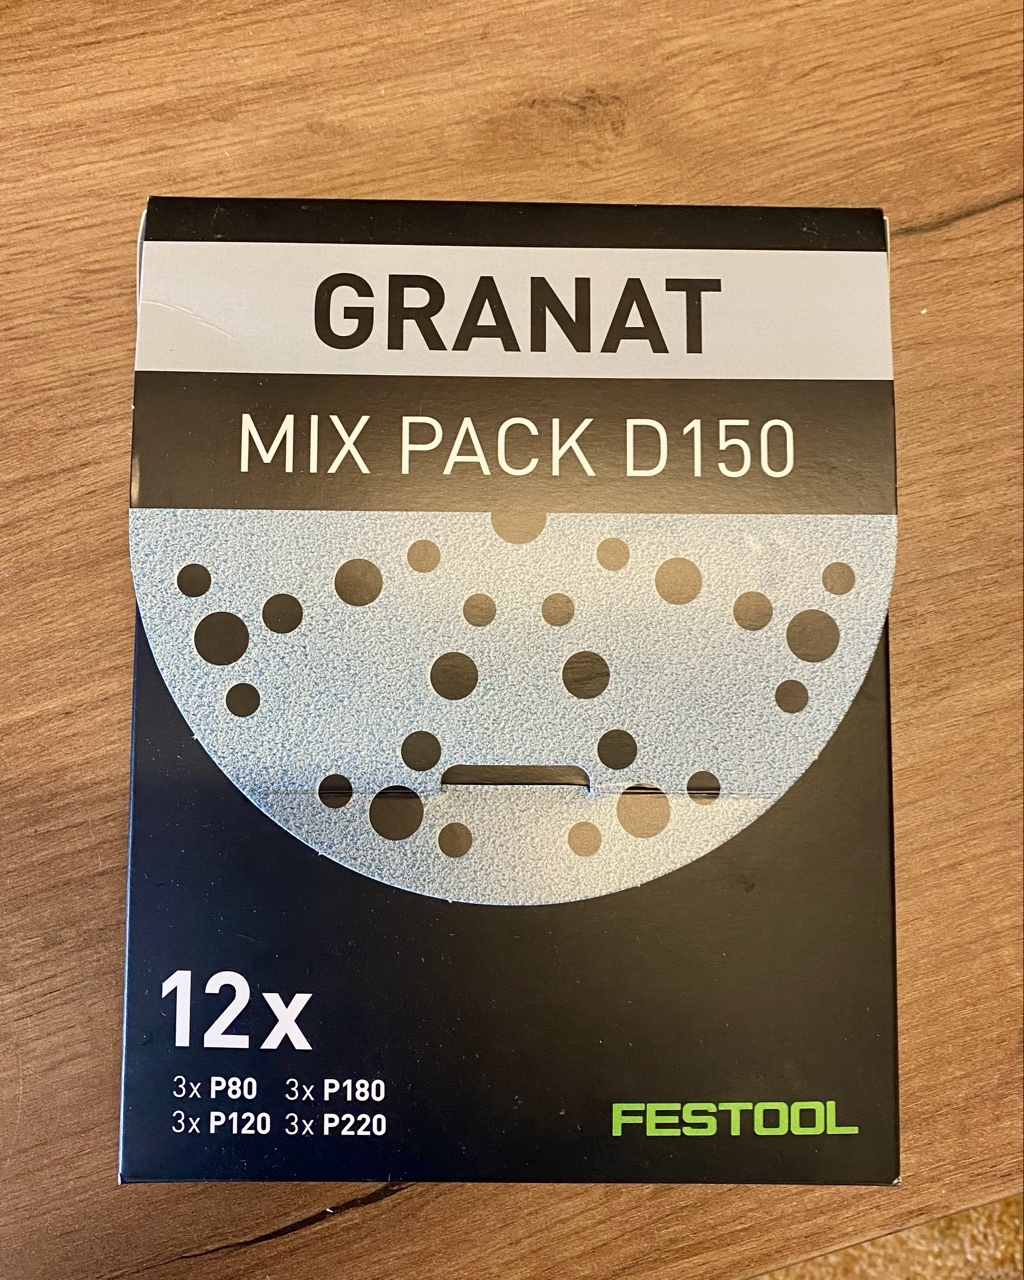 GRANAT
MIX PACK D150
12x
3x P80 3x P180
3x P120 3x P220
FESTOOL